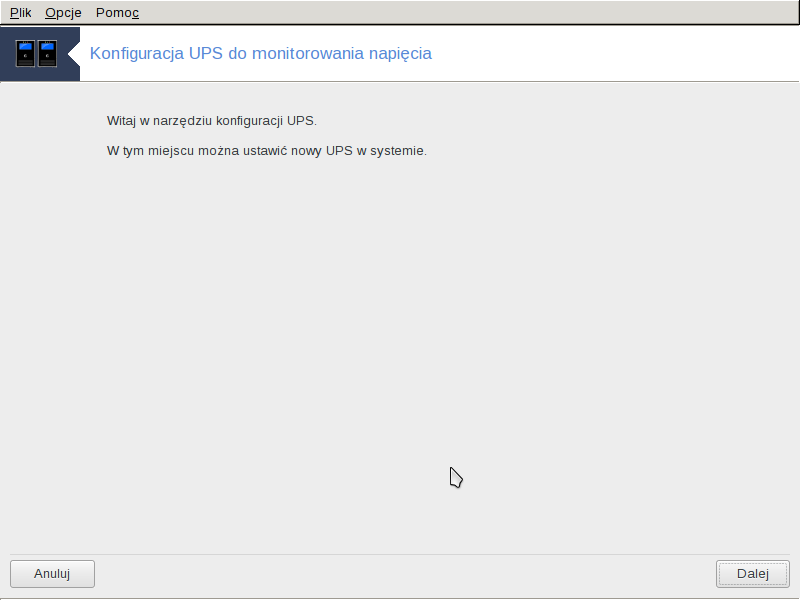 Plik Opcje Pomoc
Konfiguracja UPS do monitorowania napięcia
Witaj w narzędziu konfiguracji UPS.
W tym miejscu można ustawić nowy UPS w systemie.
Anuluj Dalej